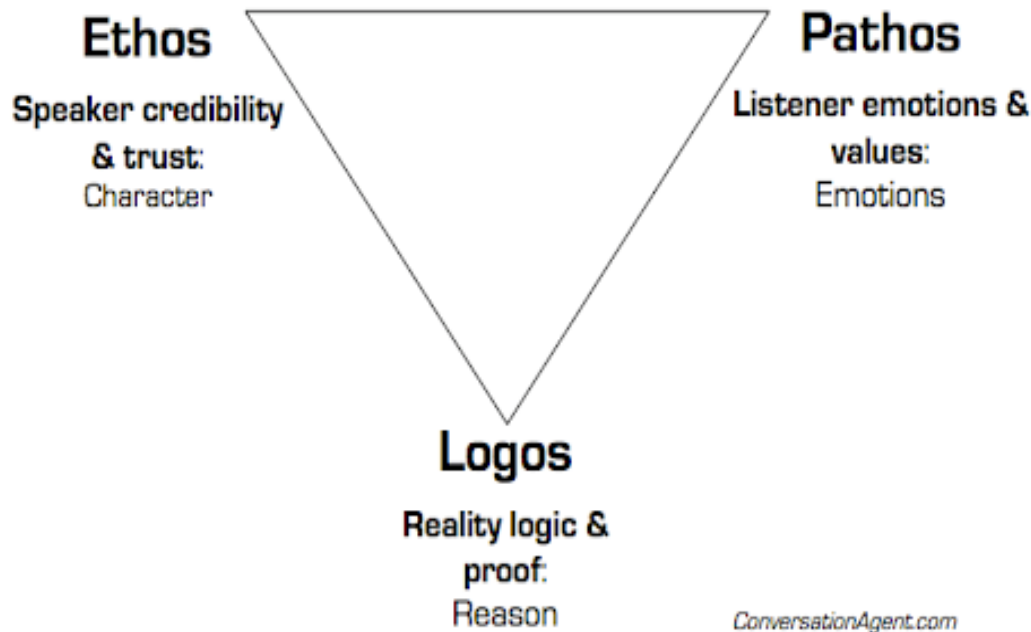 Ethos
Speaker credibility
& trust:
Character
Pathos
Listener emotions &
values:
Emotions
Logos
Reality logic &
proof:
Reason
ConversationAgent.com